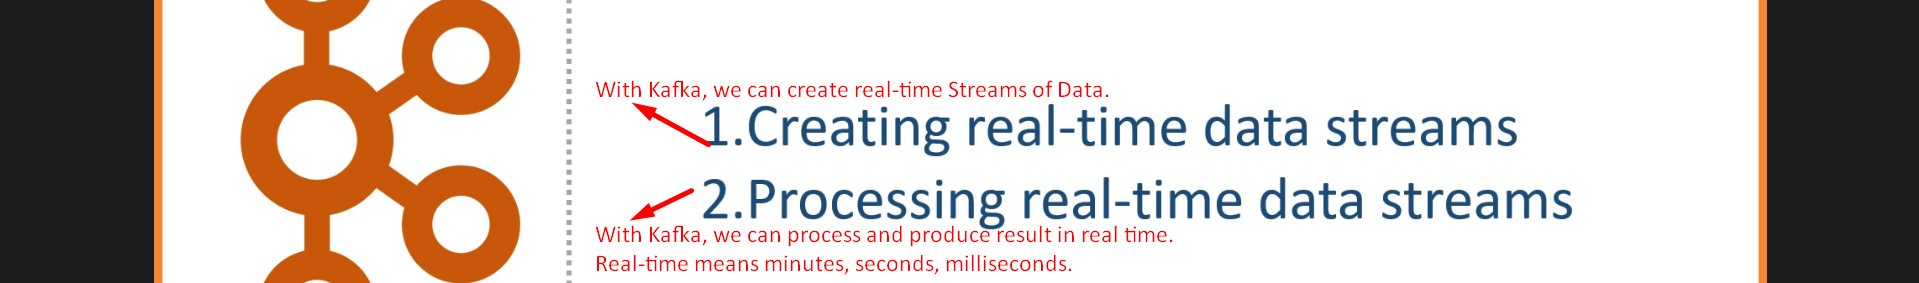 With Kafka, we can create real-time Streams of Data.
1.Creating real-time data streams
2.Processing real-time data streams
With Kafka, we can process and produce result in real time.
Real-time means minutes, seconds, milliseconds.